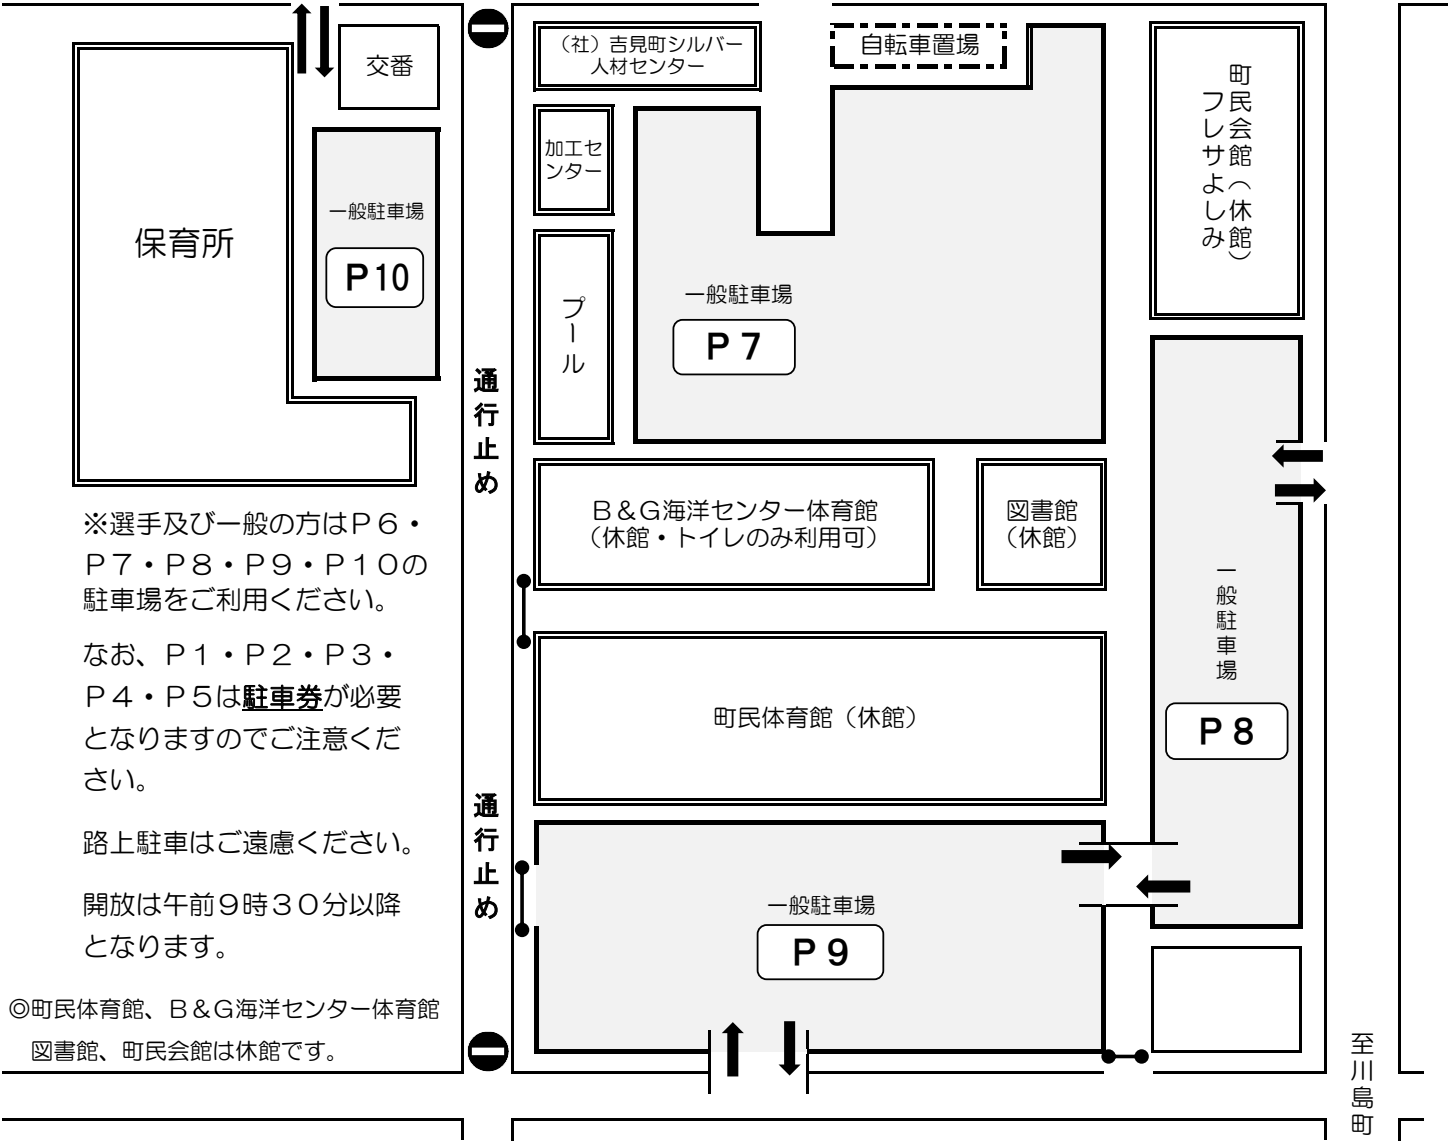 交番
保育所
一般駐車場
P10
※選手及び一般の方はP6・
P7・P8・P9・P10の
駐車場をご利用ください。
なお、P1・P2・P3・
P4・P5は駐車券が必要
となりますのでご注意くだ
さい。
路上駐車はご遠慮ください。
開放は午前9時30分以降
となります。
◎町民体育館、B&G海洋センター体育館
図書館、町民会館は休館です。
通行止め
通行止め
(社)吉見町シルバー
人材センター
自転車置場
加工セ
ンター
プール
一般駐車場
P7
B&G海洋センター体育館
(休館・トイレのみ利用可)
図書館
(休館)
町民体育館(休館)
一般駐車場
P9
町民会館(休館)
フレサよしみ
一般駐車場
P8
至川島町